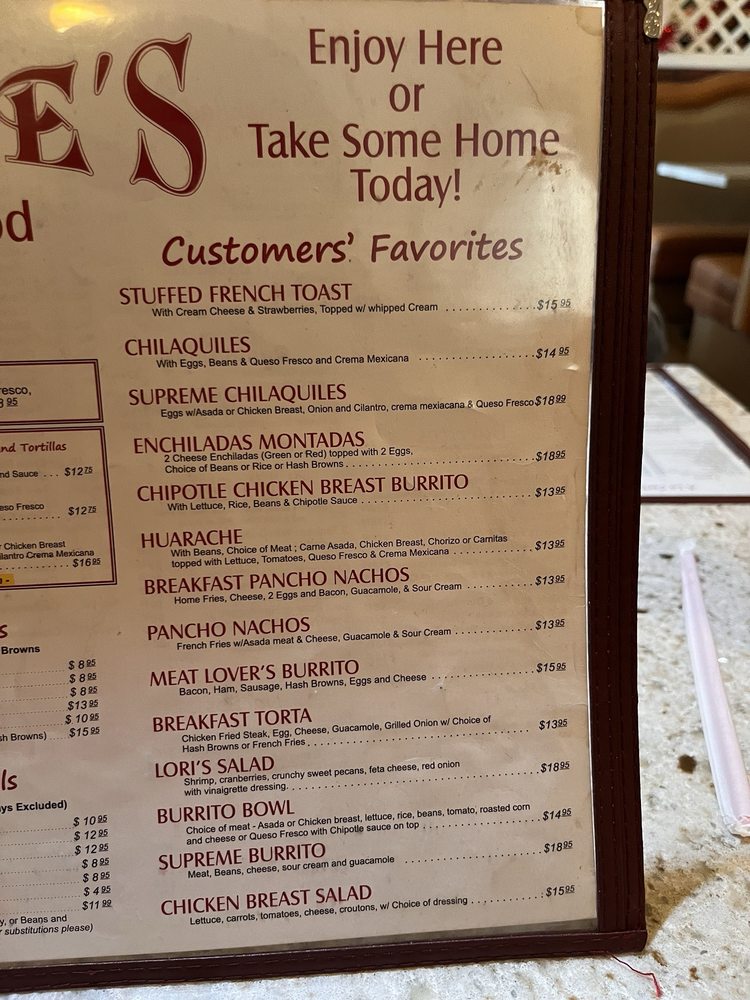 E'S
od
Enjoy Here
or
Take Some Home
Today!
Customers' Favorites
STUFFED FRENCH TOAST
With Cream Cheese & Strawberries, Topped w/ whipped Cream ........ $15 95
CHILAQUILES
With Eggs, Beans & Queso Fresco and Crema Mexicana ........ $14 95
SUPREME CHILAQUILES
Eggs w/Asada or Chicken Breast, Onion and Cilantro, crema mexiacana & Queso Fresco $18 99
ENCHILADAS MONTADAS
2 Cheese Enchiladas (Green or Red) topped with 2 Eggs,
Choice of Beans or Rice or Hash Browns ........ $18 95
CHIPOTLE CHICKEN BREAST BURRITO
With Lettuce, Rice, Beans & Chipotle Sauce ........ $13 95
HUARACHE
With Beans, Choice of Meat ; Carne Asada, Chicken Breast, Chorizo or Carnitas
topped with Lettuce, Tomatoes, Queso Fresco & Crema Mexicana ........ $13 95
BREAKFAST PANCHO NACHOS
Home Fries, Cheese, 2 Eggs and Bacon, Guacamole, & Sour Cream ........ $13 95
PANCHO NACHOS
French Fries w/Asada meat & Cheese, Guacamole & Sour Cream ........ $13 95
MEAT LOVER'S BURRITO
Bacon, Ham, Sausage, Hash Browns, Eggs and Cheese ........ $15 95
BREAKFAST TORTA
Chicken Fried Steak, Egg, Cheese, Guacamole, Grilled Onion w/ Choice of
Hash Browns or French Fries ........ $13 95
LORI'S SALAD
Shrimp, cranberries, crunchy sweet pecans, feta cheese, red onion
with vinaigrette dressing. ........ $18 95
BURRITO BOWL
Choice of meat - Asada or Chicken breast, lettuce, rice, beans, tomato, roasted corn
and cheese or Queso Fresco with Chipotle sauce on top ........ $14 95
SUPREME BURRITO
Meat, Beans, cheese, sour cream and guacamole ........ $18 95
CHICKEN BREAST SALAD
Lettuce, carrots, tomatoes, cheese, croutons, w/ Choice of dressing ........ $15 95
resco,
95
nd Tortillas
nd Sauce ... $12 75
eso Fresco
........ $12 75
r Chicken Breast
ilantro Crema Mexicana
........ $16 95
s
Browns
$ 8 95
$ 8 95
$ 8 95
$13 95
$ 10 95
sh Browns) .... $15 95
ls
ys Excluded)
$ 10 95
$ 12 95
$ 12 95
$ 8 95
$ 8 95
$ 4 95
$11 99
y, or Beans and
r substitutions please)